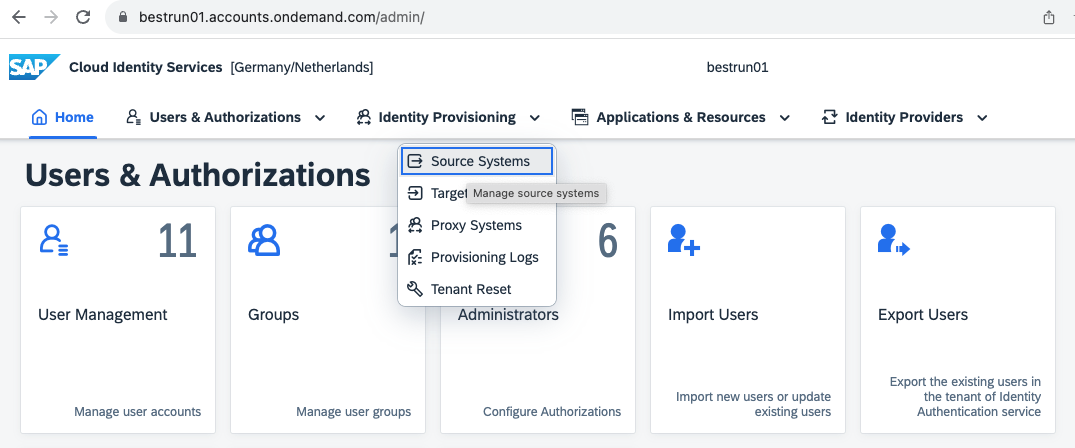 bestrun01.accounts.ondemand.com/admin/
SAP Cloud Identity Services [Germany/Netherlands] bestrun01
Home Users & Authorizations Identity Provisioning Applications & Resources Identity Providers
Source Systems
Target
Manage source systems
Proxy Systems
Provisioning Logs
Tenant Reset
Users & Authorizations
11
User Management
Manage user accounts
Groups
Manage user groups
6
Administrators
Configure Authorizations
Import Users
Import new users or update
existing users
Export Users
Export the existing users in
the tenant of Identity
Authentication service